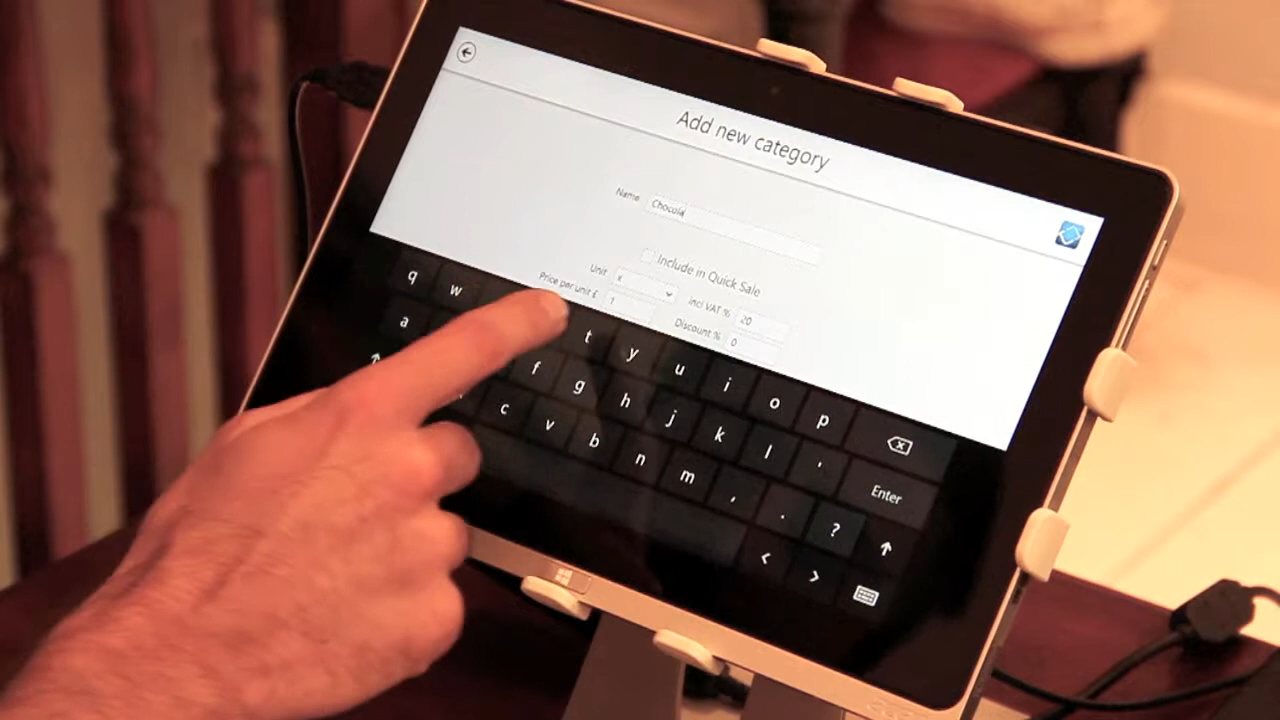 Add new category
Name Chocola
Include in Quick Sale
Unit x incl VAT % 20
Price per unit £ 1 Discount % 0
q w t y u i o p
a f g h j k l ' Enter
c v b n m , . ?
< >